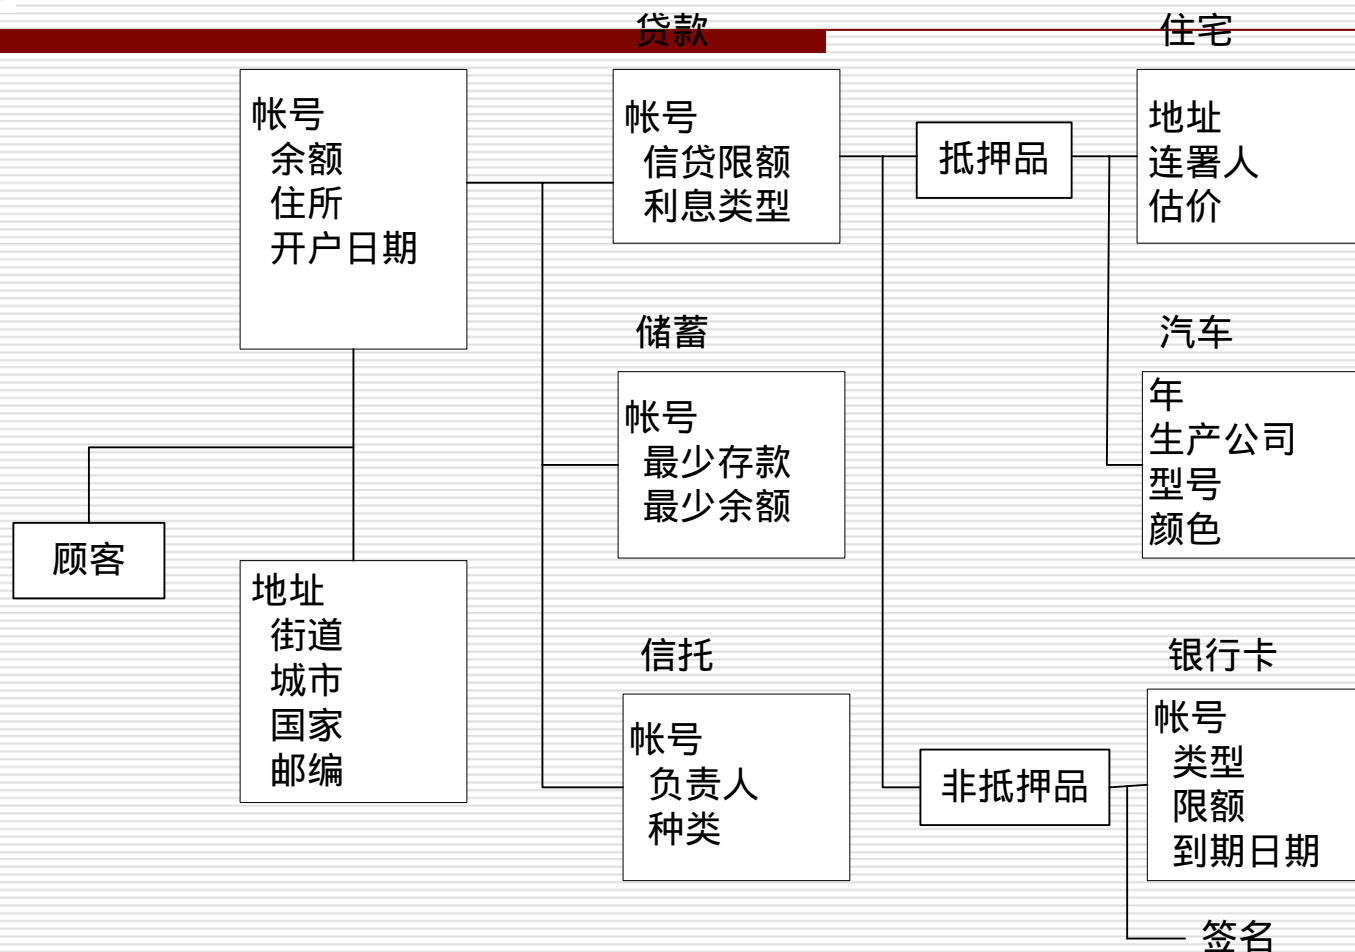 贷款
住宅
帐号
余额
住所
开户日期
帐号
信贷限额
利息类型
抵押品
地址
连署人
估价
储蓄
汽车
帐号
最少存款
最少余额
年
生产公司
型号
颜色
顾客
地址
街道
城市
国家
邮编
信托
银行卡
帐号
负责人
种类
非抵押品
帐号
类型
限额
到期日期
签名